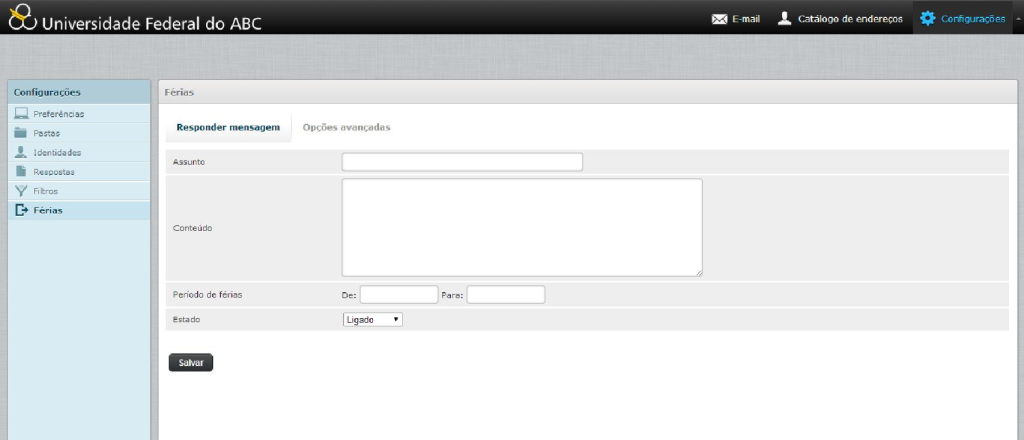 Universidade Federal do ABC
E-mail Catálogo de endereços Configurações
Configurações
Preferências
Pastas
Identidades
Respostas
Filtros
Férias
Férias
Responder mensagem Opções avançadas
Assunto
Conteúdo
Período de férias De: Para:
Estado Ligado
Salvar